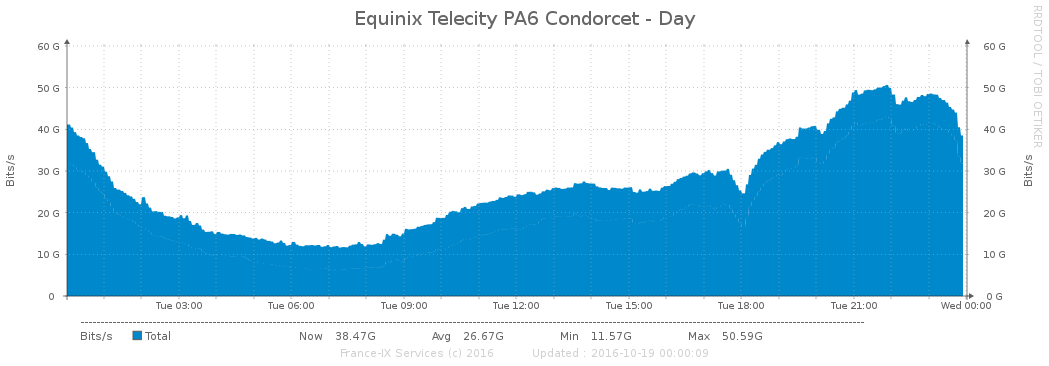 Equinix Telecity PA6 Condorcet - Day
RRDTOOL / TOBI OETIKER
Bits/s
60 G
50 G
40 G
30 G
20 G
10 G
0
60 G
50 G
40 G
30 G
20 G
10 G
0 G
Bits/s
Tue 03:00 Tue 06:00 Tue 09:00 Tue 12:00 Tue 15:00 Tue 18:00 Tue 21:00 Wed 00:00
Bits/s Total Now 38.47G Avg 26.67G Min 11.57G Max 50.59G
France-IX Services (c) 2016 Updated : 2016-10-19 00:00:09